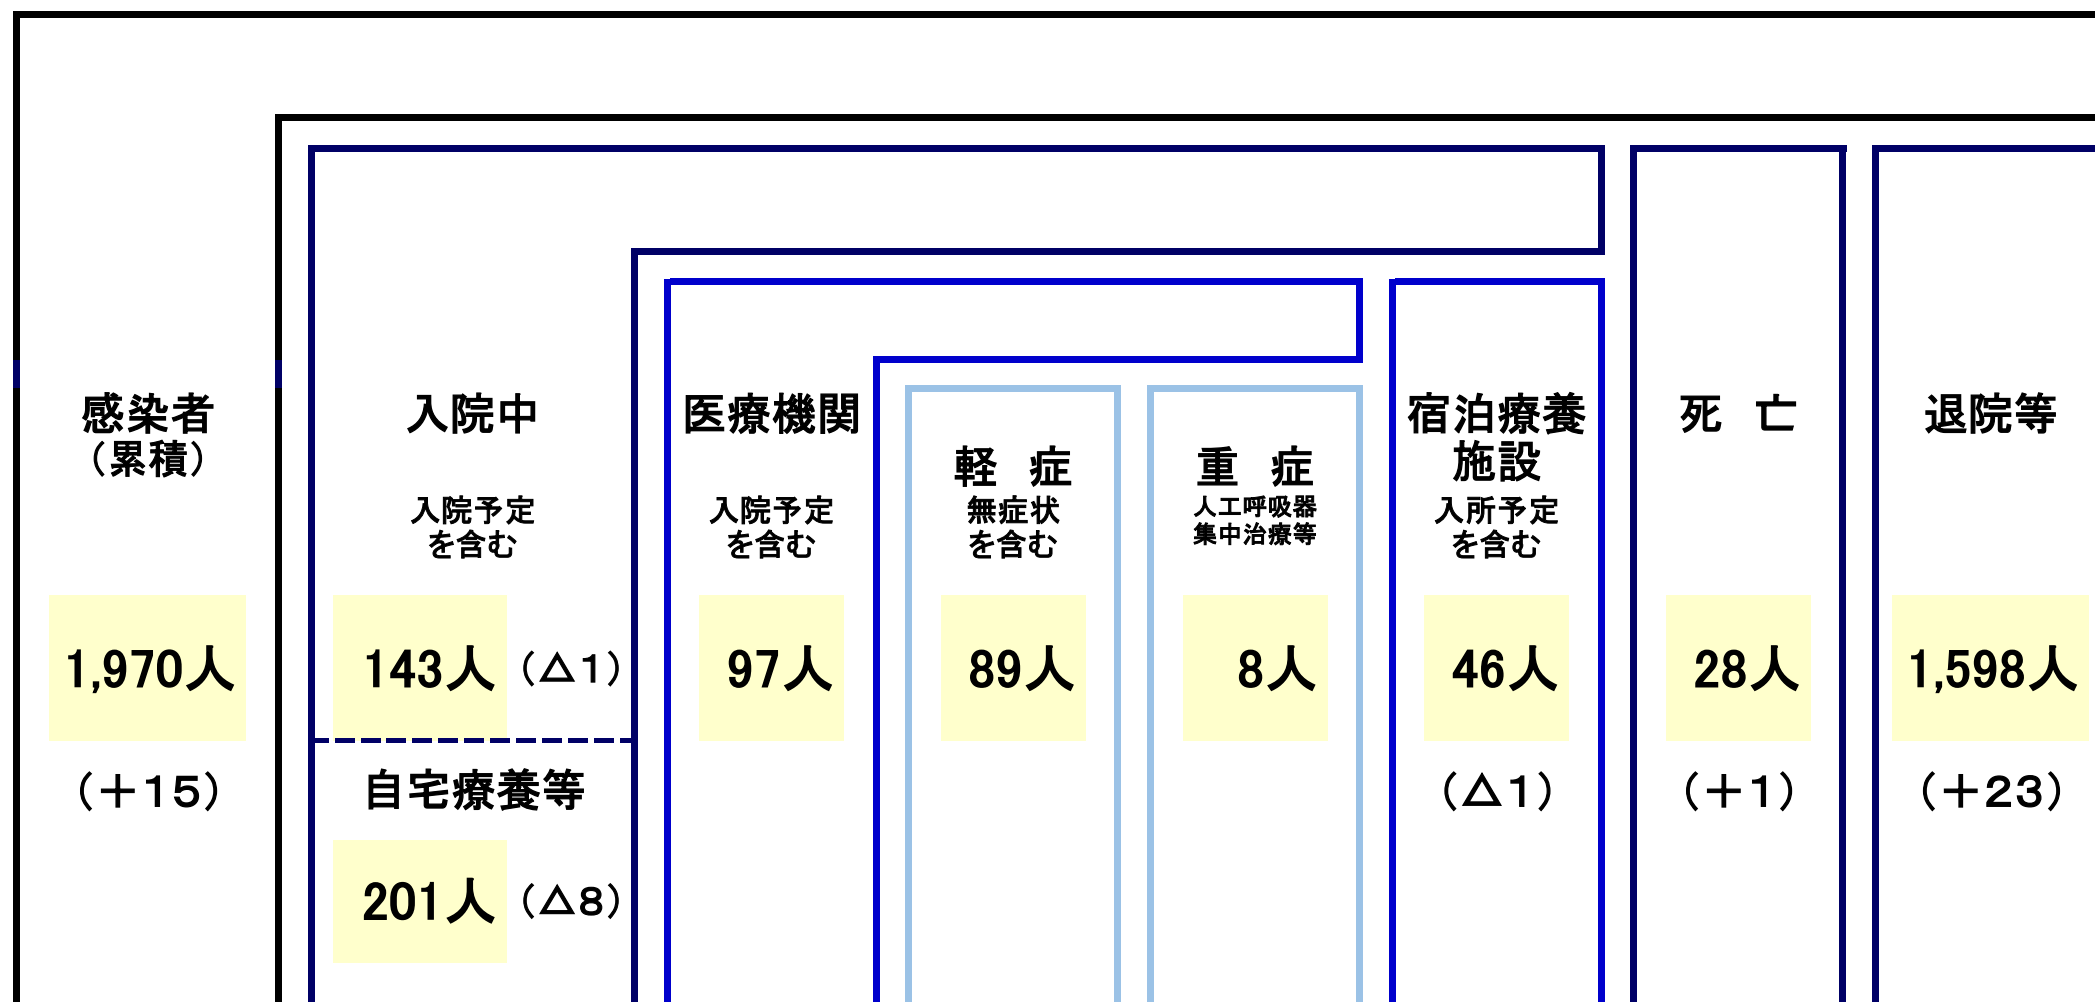 感染者
（累積）
1,970人
（＋15）
入院中
入院予定
を含む
143人（△1）
自宅療養等
201人（△8）
医療機関
入院予定
を含む
97人
軽　症
無症状
を含む
89人
重　症
人工呼吸器
集中治療等
8人
宿泊療養
施設
入所予定
を含む
46人
（△1）
死　亡
28人
（＋1）
退院等
1,598人
（＋23）